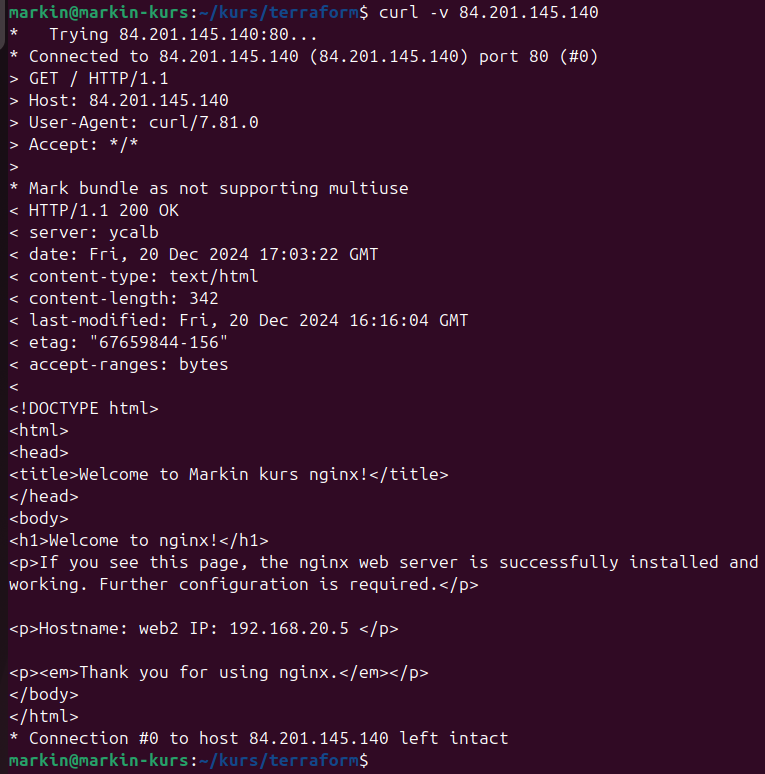 markin@markin-kurs:~/kurs/terraform$ curl -v 84.201.145.140
*   Trying 84.201.145.140:80...
* Connected to 84.201.145.140 (84.201.145.140) port 80 (#0)
> GET / HTTP/1.1
> Host: 84.201.145.140
> User-Agent: curl/7.81.0
> Accept: */*
>
* Mark bundle as not supporting multiuse
< HTTP/1.1 200 OK
< server: ycalb
< date: Fri, 20 Dec 2024 17:03:22 GMT
< content-type: text/html
< content-length: 342
< last-modified: Fri, 20 Dec 2024 16:16:04 GMT
< etag: "67659844-156"
< accept-ranges: bytes
<
<!DOCTYPE html>
<html>
<head>
<title>Welcome to Markin kurs nginx!</title>
</head>
<body>
<h1>Welcome to nginx!</h1>
<p>If you see this page, the nginx web server is successfully installed and
working. Further configuration is required.</p>

<p>Hostname: web2 IP: 192.168.20.5 </p>

<p><em>Thank you for using nginx.</em></p>
</body>
</html>
* Connection #0 to host 84.201.145.140 left intact
markin@markin-kurs:~/kurs/terraform$